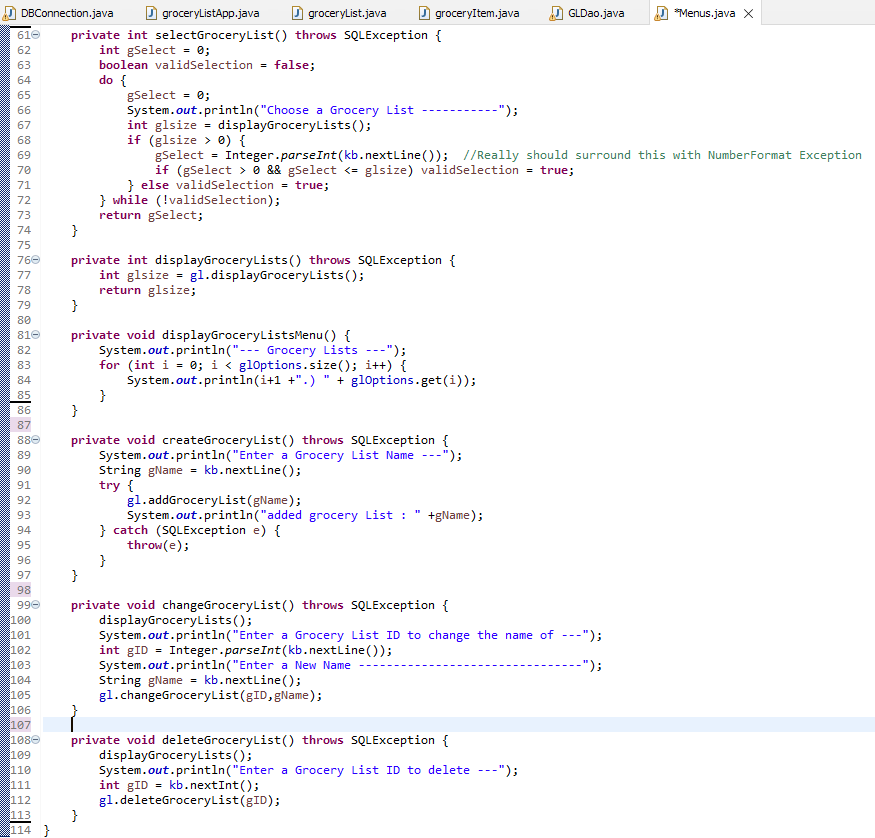 DBConnection.java groceryListApp.java groceryList.java groceryItem.java GLDao.java *Menus.java
61 private int selectGroceryList() throws SQLException {
62 int gSelect = 0;
63 boolean validSelection = false;
64 do {
65 gSelect = 0;
66 System.out.println("Choose a Grocery List -----------");
67 int glsize = displayGroceryLists();
68 if (glsize > 0) {
69 gSelect = Integer.parseInt(kb.nextLine()); //Really should surround this with NumberFormat Exception
70 if (gSelect > 0 && gSelect <= glsize) validSelection = true;
71 } else validSelection = true;
72 } while (!validSelection);
73 return gSelect;
74 }
75
76 private int displayGroceryLists() throws SQLException {
77 int glsize = gl.displayGroceryLists();
78 return glsize;
79 }
80
81 private void displayGroceryListsMenu() {
82 System.out.println("--- Grocery Lists ---");
83 for (int i = 0; i < glOptions.size(); i++) {
84 System.out.println(i+1 +".) " + glOptions.get(i));
85 }
86 }
87
88 private void createGroceryList() throws SQLException {
89 System.out.println("Enter a Grocery List Name ---");
90 String gName = kb.nextLine();
91 try {
92 gl.addGroceryList(gName);
93 System.out.println("added grocery List : " +gName);
94 } catch (SQLException e) {
95 throw(e);
96 }
97 }
98
99 private void changeGroceryList() throws SQLException {
100 displayGroceryLists();
101 System.out.println("Enter a Grocery List ID to change the name of ---");
102 int gID = Integer.parseInt(kb.nextLine());
103 System.out.println("Enter a New Name --------------------------------");
104 String gName = kb.nextLine();
105 gl.changeGroceryList(gID,gName);
106 }
107
108 private void deleteGroceryList() throws SQLException {
109 displayGroceryLists();
110 System.out.println("Enter a Grocery List ID to delete ---");
111 int gID = kb.nextInt();
112 gl.deleteGroceryList(gID);
113 }
114 }